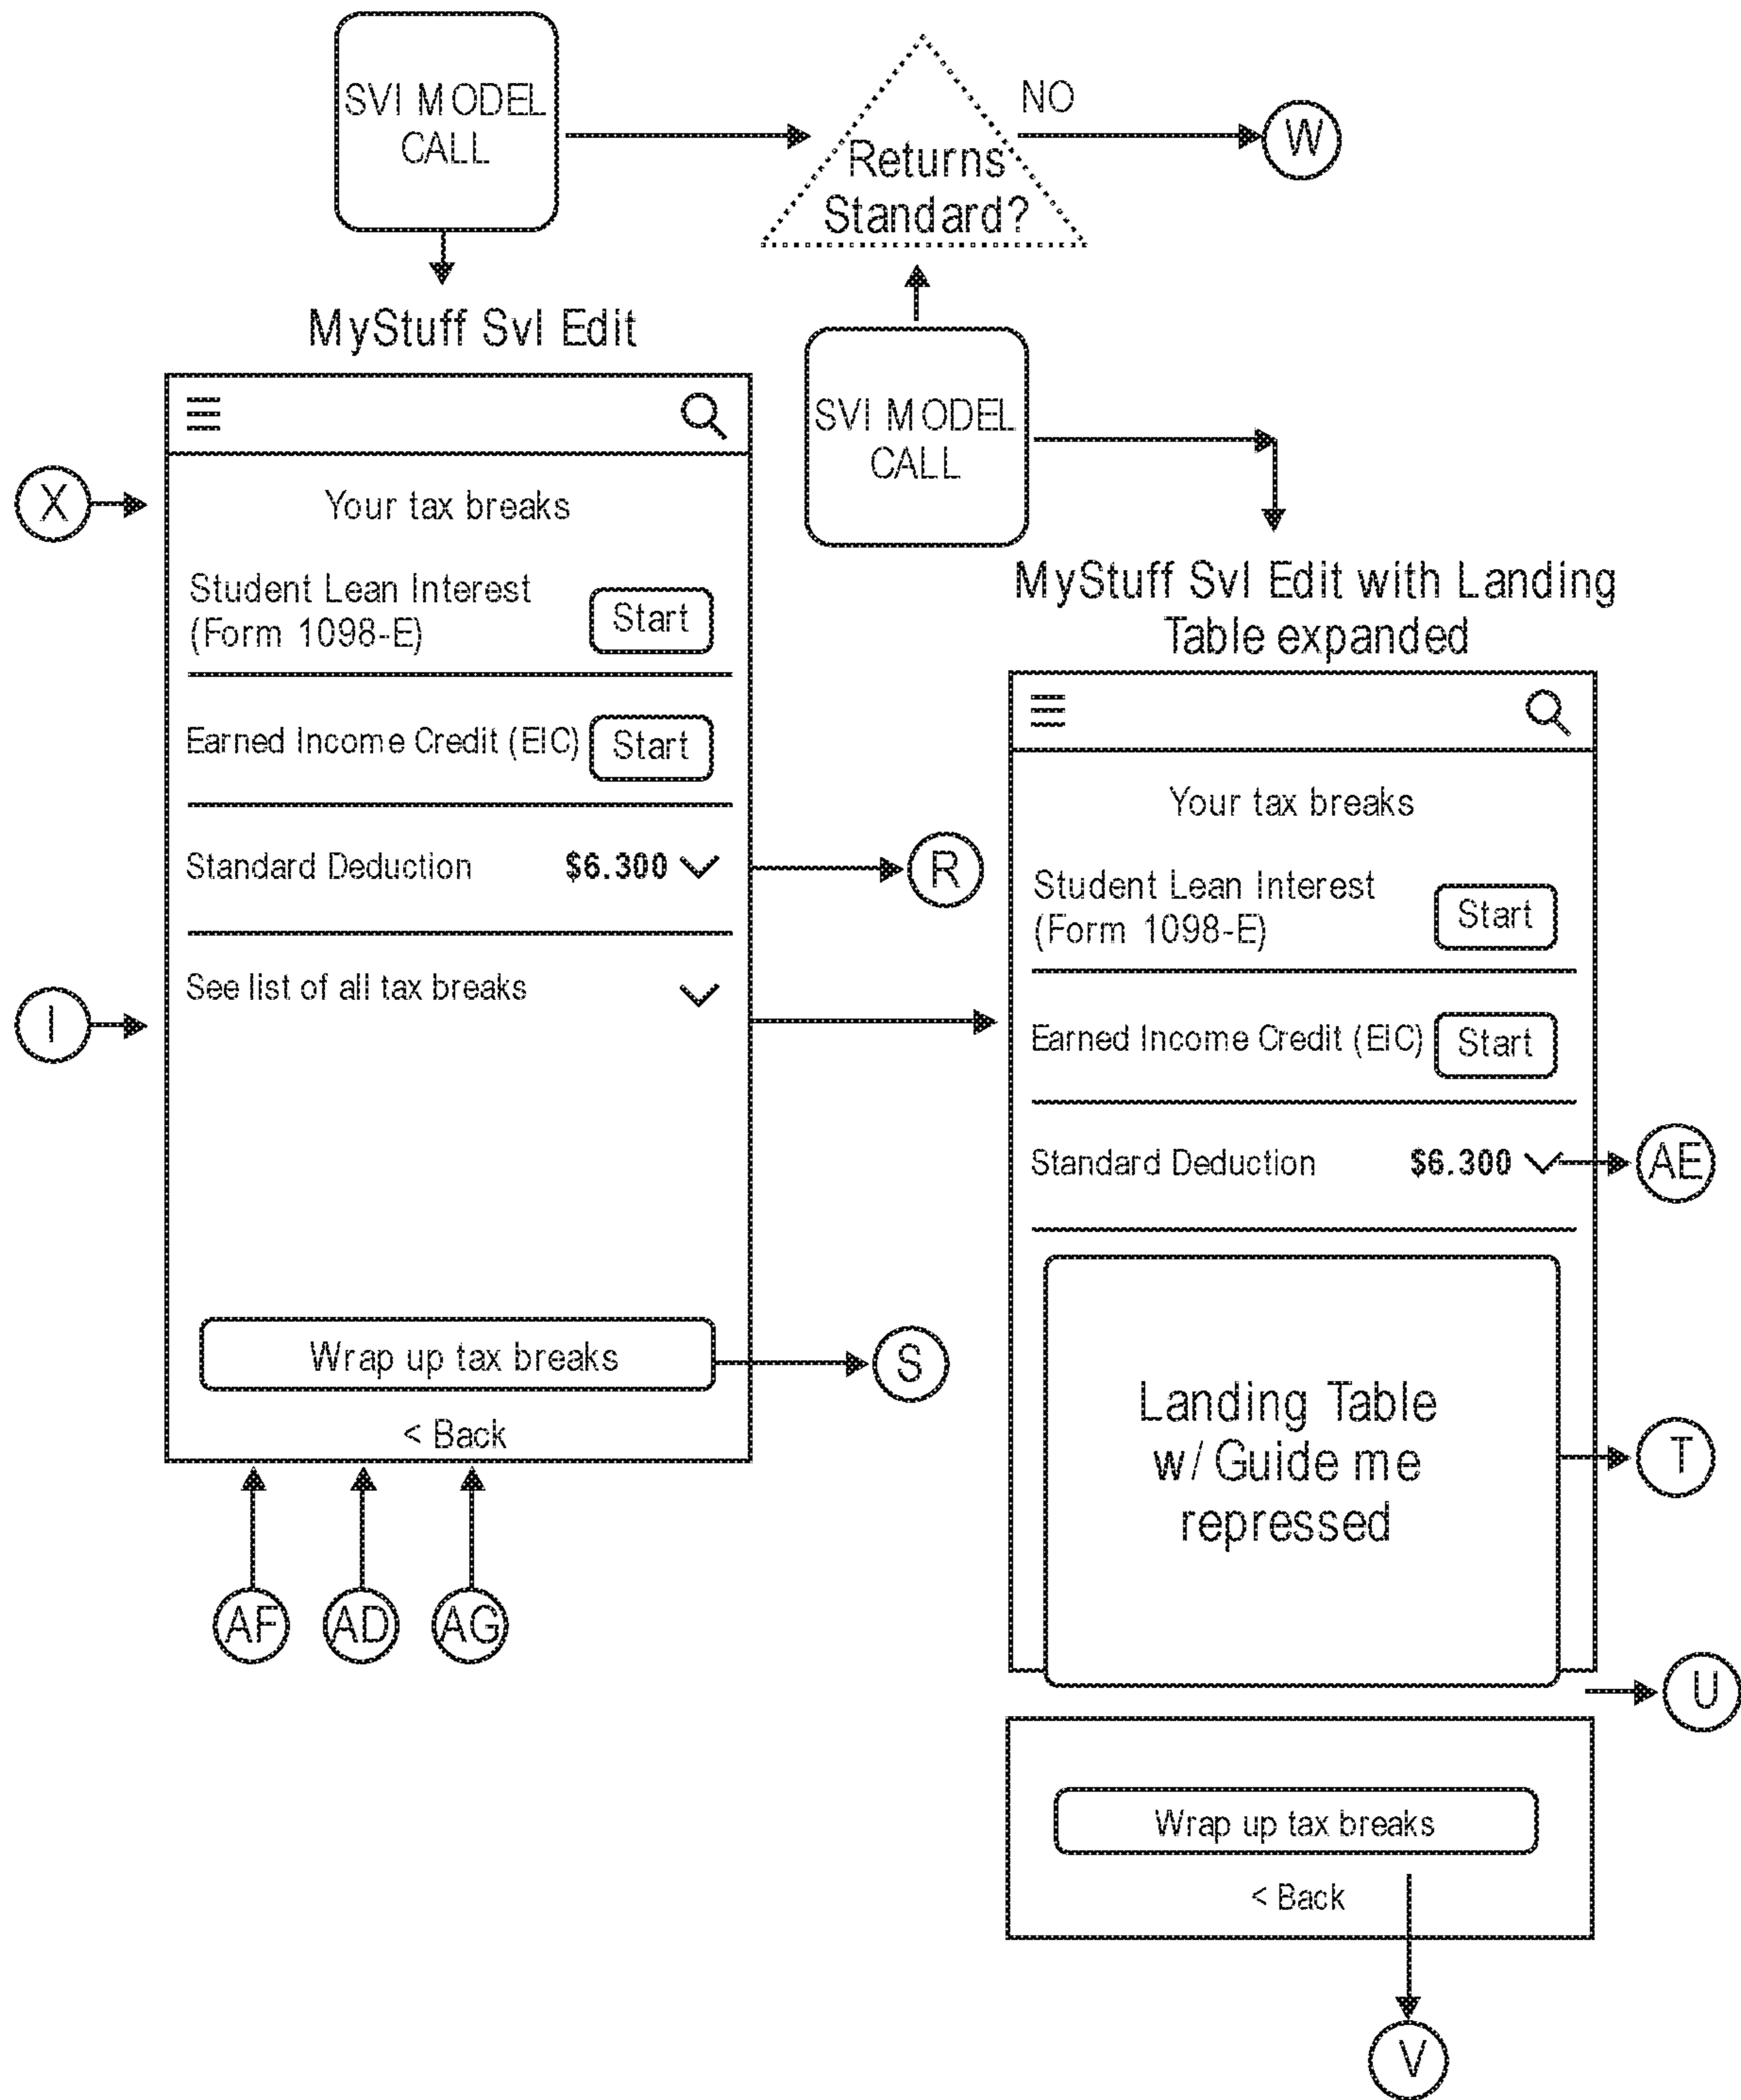 SVI MODEL
CALL
Returns
Standard?
NO
W
MyStuff SvI Edit
SVI MODEL
CALL
X
Your tax breaks
Student Lean Interest
(Form 1098-E)
Start
Earned Income Credit (EIC)
Start
Standard Deduction
$6.300
R
See list of all tax breaks
I
Wrap up tax breaks
S
< Back
AF
AD
AG
MyStuff SvI Edit with Landing
Table expanded
Your tax breaks
Student Lean Interest
(Form 1098-E)
Start
Earned Income Credit (EIC)
Start
Standard Deduction
$6.300
AE
Landing Table
w/ Guide me
repressed
T
U
Wrap up tax breaks
< Back
V